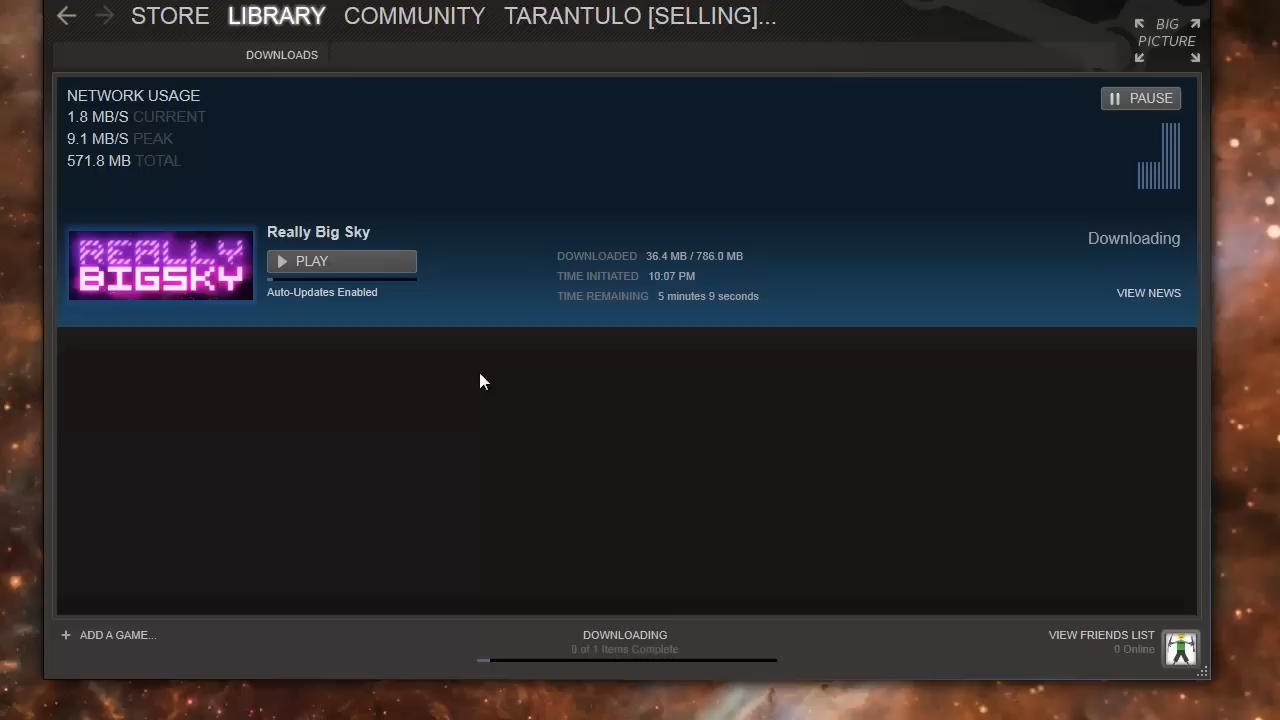 STORE LIBRARY COMMUNITY TARANTULO [SELLING]...
BIG
PICTURE
DOWNLOADS
NETWORK USAGE
1.8 MB/S CURRENT
9.1 MB/S PEAK
571.8 MB TOTAL
PAUSE
REALLY
BIGSKY
Really Big Sky
PLAY
Auto-Updates Enabled
DOWNLOADED 36.4 MB / 786.0 MB
TIME INITIATED 10:07 PM
TIME REMAINING 5 minutes 9 seconds
Downloading
VIEW NEWS
+ ADD A GAME...
DOWNLOADING
0 of 1 Items Complete
VIEW FRIENDS LIST
0 Online